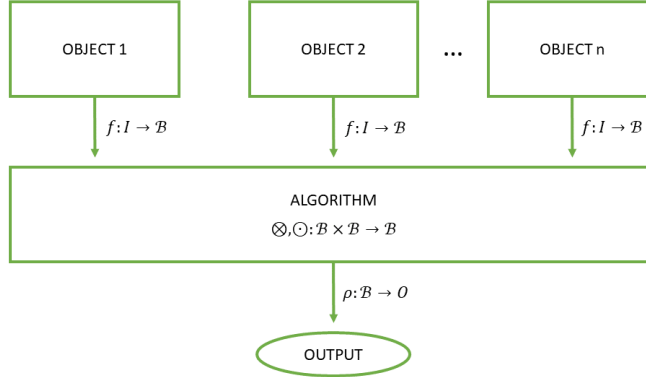 OBJECT 1
OBJECT 2
...
OBJECT n
f: I → ℬ
f: I → ℬ
f: I → ℬ
ALGORITHM
⊗,⊙: ℬ × ℬ → ℬ
ρ: ℬ → O
OUTPUT